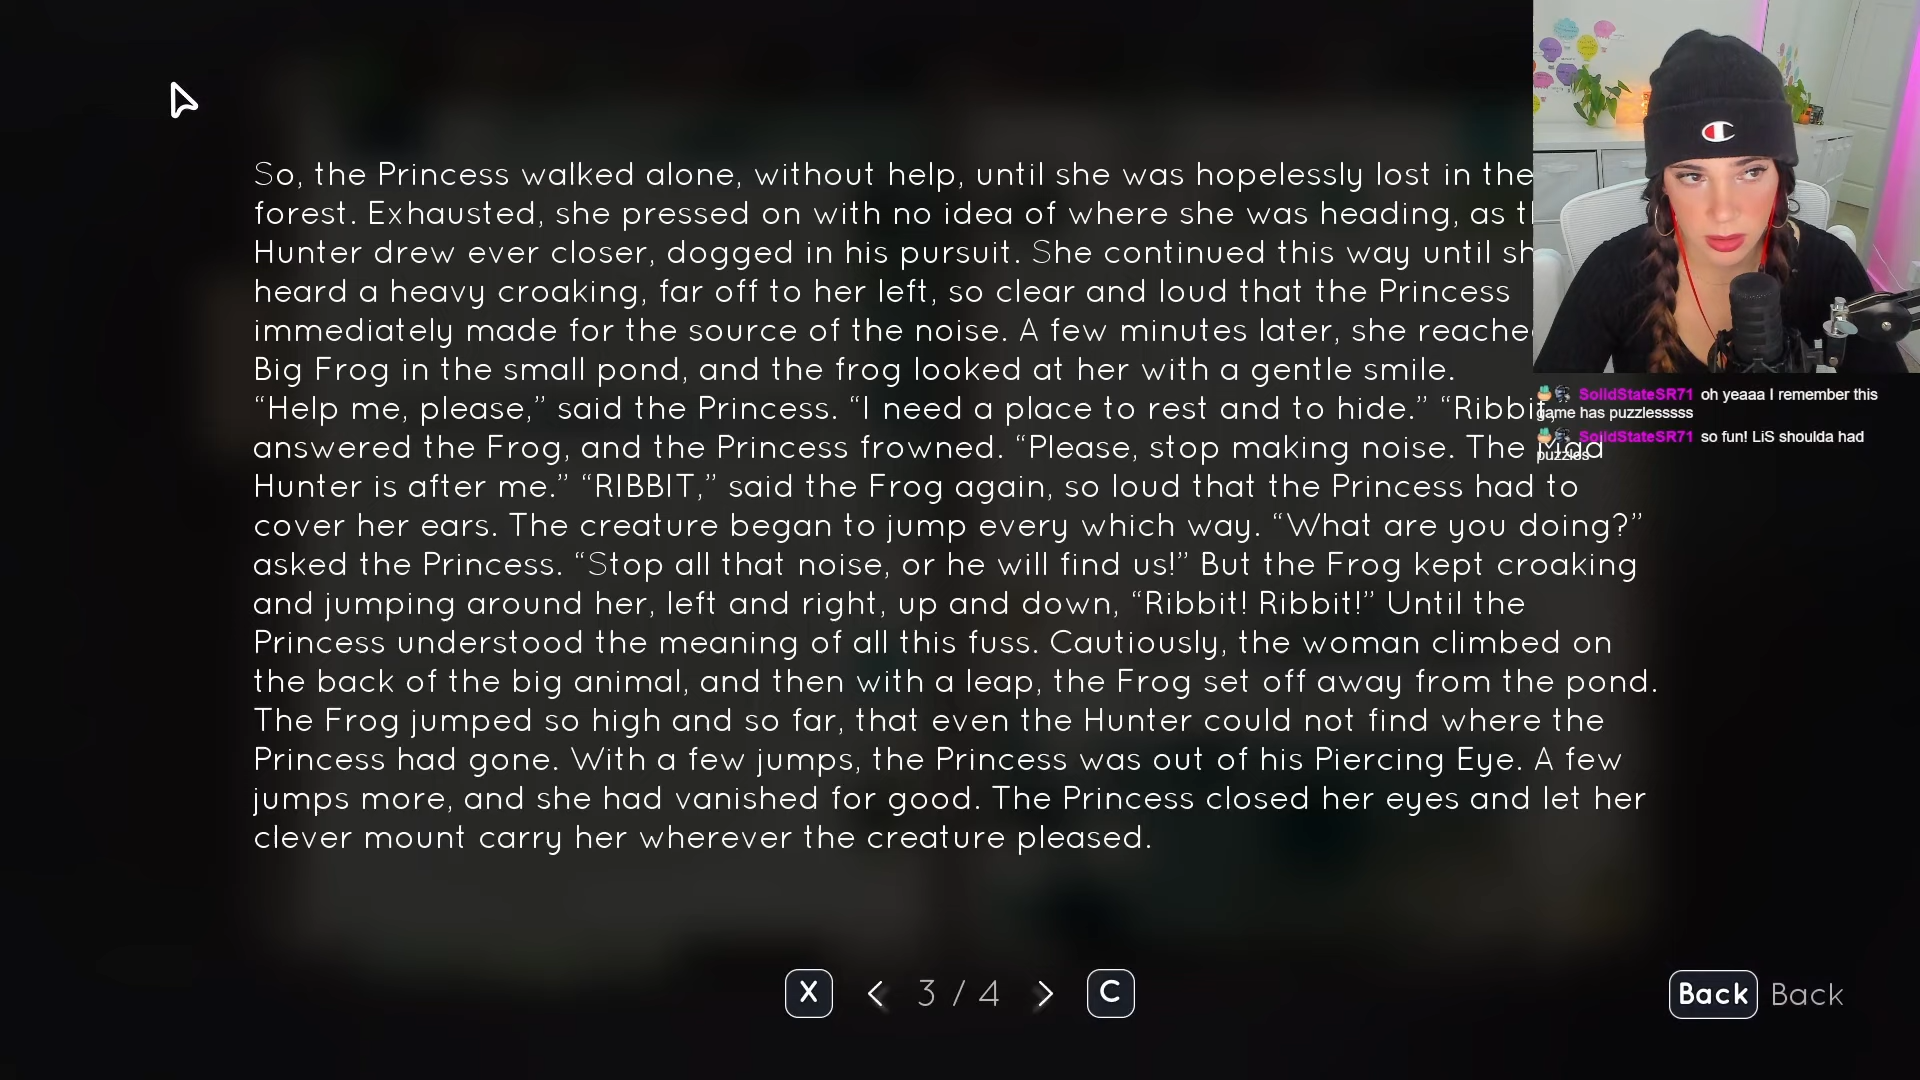 So, the Princess walked alone, without help, until she was hopelessly lost in the
forest. Exhausted, she pressed on with no idea of where she was heading, as
Hunter drew ever closer, dogged in his pursuit. She continued this way until
heard a heavy croaking, far off to her left, so clear and loud that the Princess
immediately made for the source of the noise. A few minutes later, she
Big Frog in the small pond, and the frog looked at her with a gentle smile.
“Help me, please,” said the Princess. “I need a place to rest and to hide.” “Ribbit
answered the Frog, and the Princess frowned. “Please, stop making noise. The Mad
Hunter is after me.” “RIBBIT,” said the Frog again, so loud that the Princess had to
cover her ears. The creature began to jump every which way. “What are you doing?”
asked the Princess. “Stop all that noise, or he will find us!” But the Frog kept croaking
and jumping around her, left and right, up and down, “Ribbit! Ribbit!” Until the
Princess understood the meaning of all this fuss. Cautiously, the woman climbed on
the back of the big animal, and then with a leap, the Frog set off away from the pond.
The Frog jumped so high and so far, that even the Hunter could not find where the
Princess had gone. With a few jumps, the Princess was out of his Piercing Eye. A few
jumps more, and she had vanished for good. The Princess closed her eyes and let her
clever mount carry her wherever the creature pleased.
SolidStateSR71 oh yeaaa I remember this
game has puzzlesssss
SolidStateSR71 so fun! LiS shoulda had
puzzles
X < 3 / 4 > C
Back Back